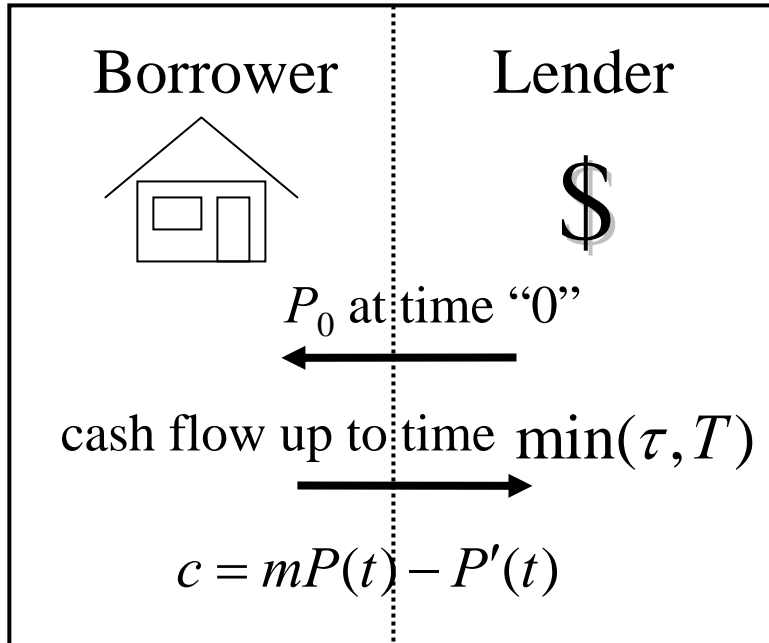 Borrower Lender
$
P₀ at time “0”
cash flow up to time min(τ, T)
c = mP(t) − P′(t)